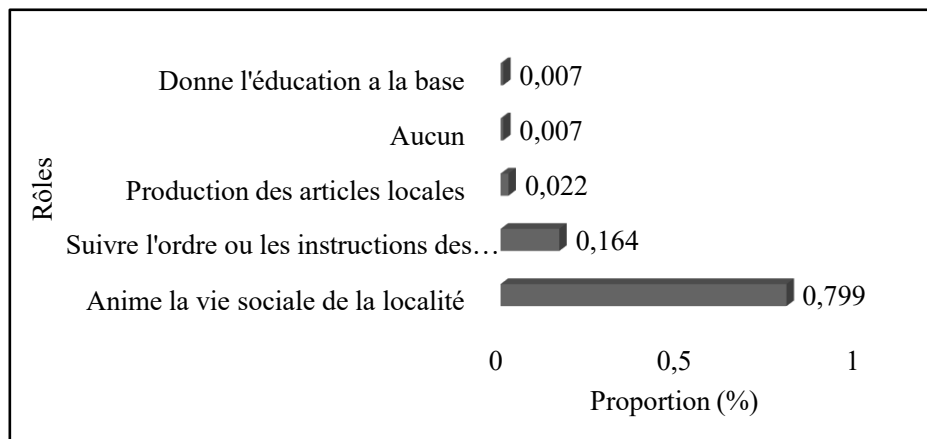 Donne l'éducation a la base
0,007
Aucun
0,007
Production des articles locales
0,022
Suivre l'ordre ou les instructions des…
0,164
Anime la vie sociale de la localité
0,799
Rôles
0
0,5
1
Proportion (%)